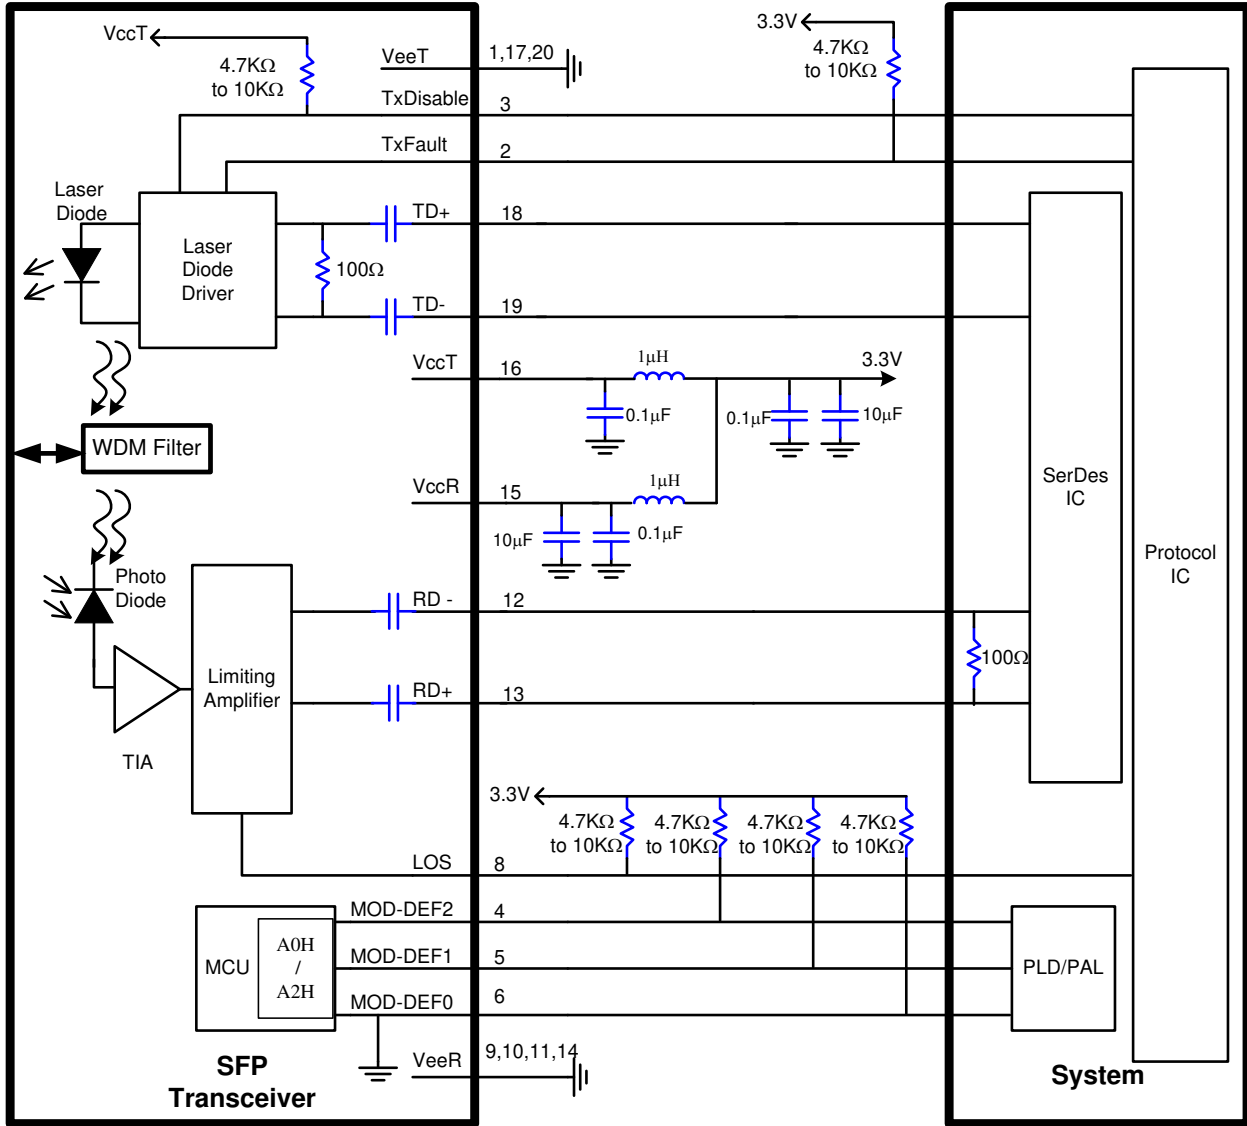 VccT
4.7KΩ
to 10KΩ
VeeT
1,17,20
3.3V
4.7KΩ
to 10KΩ
TxDisable
3
TxFault
2
Laser
Diode
Laser
Diode
Driver
TD+
18
100Ω
TD-
19
VccT
16
1μH
3.3V
0.1μF
0.1μF
10μF
WDM Filter
VccR
15
1μH
10μF
0.1μF
SerDes
IC
Protocol
IC
Photo
Diode
RD -
12
Limiting
Amplifier
100Ω
RD+
13
TIA
3.3V
4.7KΩ
to 10KΩ
4.7KΩ
to 10KΩ
4.7KΩ
to 10KΩ
4.7KΩ
to 10KΩ
LOS
8
MOD-DEF2
4
MCU
A0H
/
A2H
MOD-DEF1
5
PLD/PAL
MOD-DEF0
6
VeeR
9,10,11,14
SFP
Transceiver
System